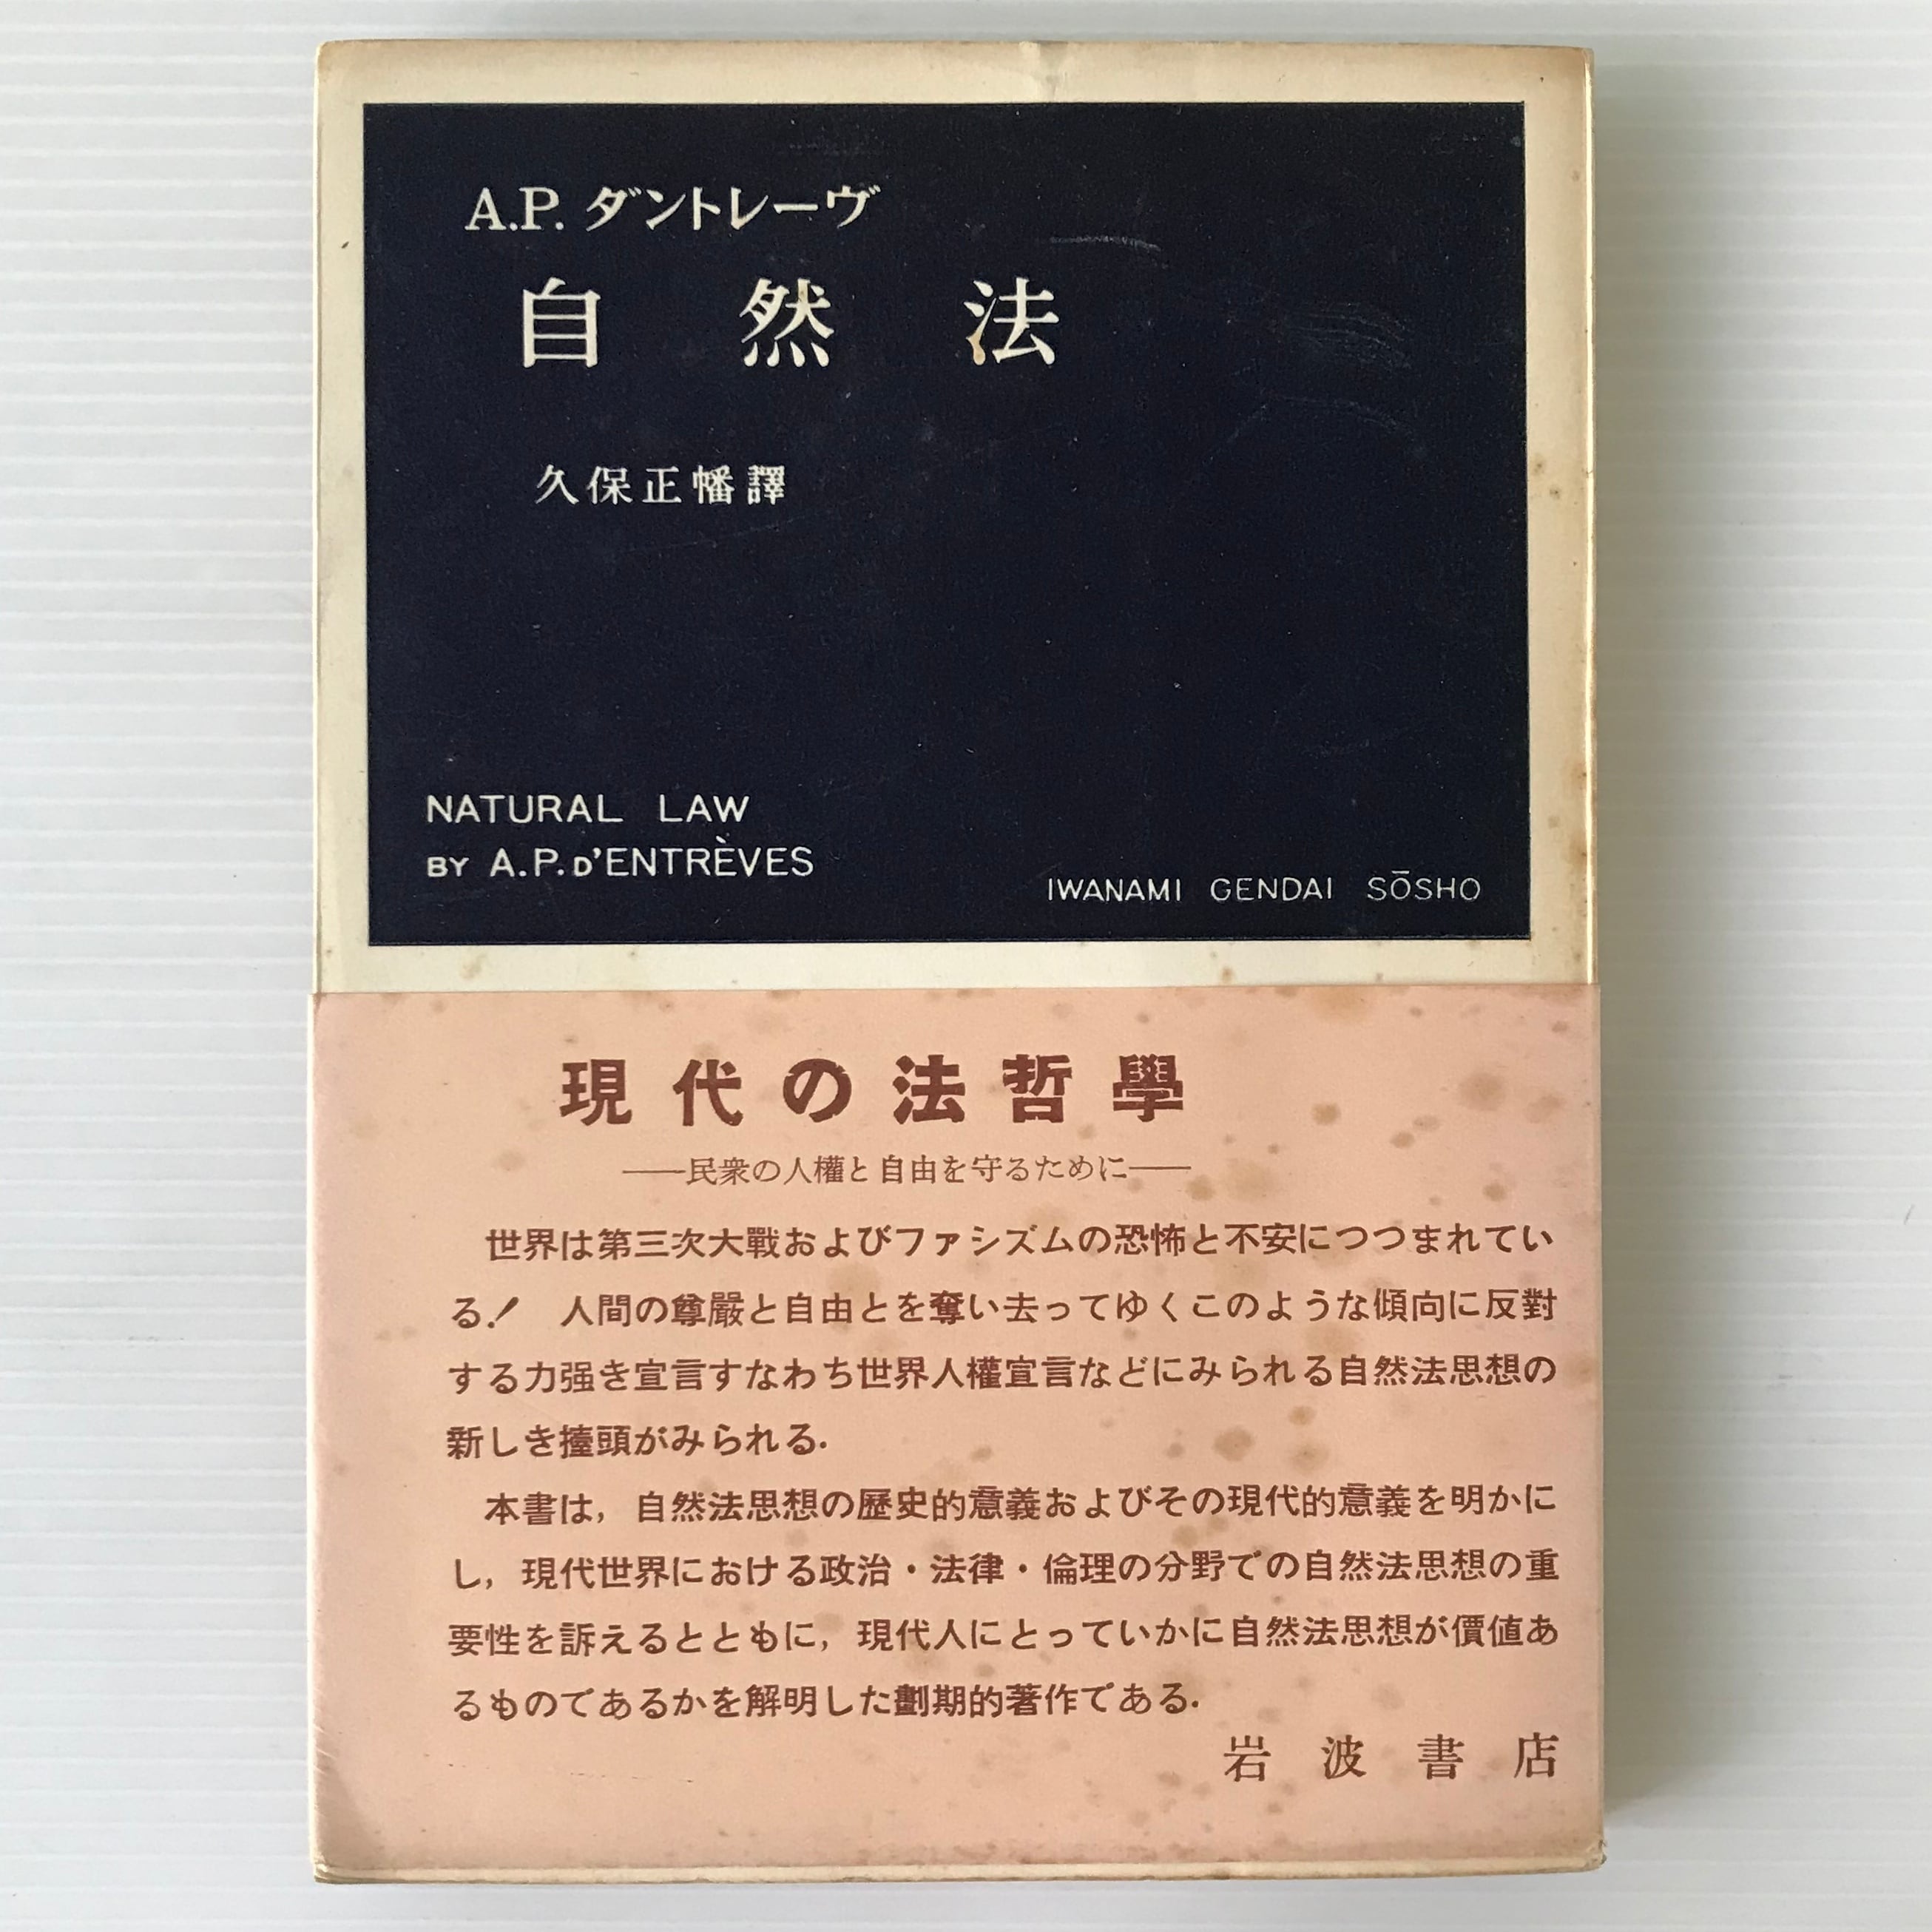 A.P. ダントレーヴ
自然法
久保正幡譯
NATURAL LAW
BY A.P.D'ENTRÈVES
IWANAMI GENDAI SŌSHO
現代の法哲學
——民衆の人權と自由を守るために——
世界は第三次大戰およびファシズムの恐怖と不安につつまれてい
る! 人間の尊嚴と自由とを奪い去ってゆくこのような傾向に反對
する力强き宣言すなわち世界人權宣言などにみられる自然法思想の
新しき擡頭がみられる.
本書は,自然法思想の歷史的意義およびその現代的意義を明かに
し,現代世界における政治・法律・倫理の分野での自然法思想の重
要性を訴えるとともに,現代人にとっていかに自然法思想が價値あ
るものであるかを解明した劃期的著作である.
岩波書店